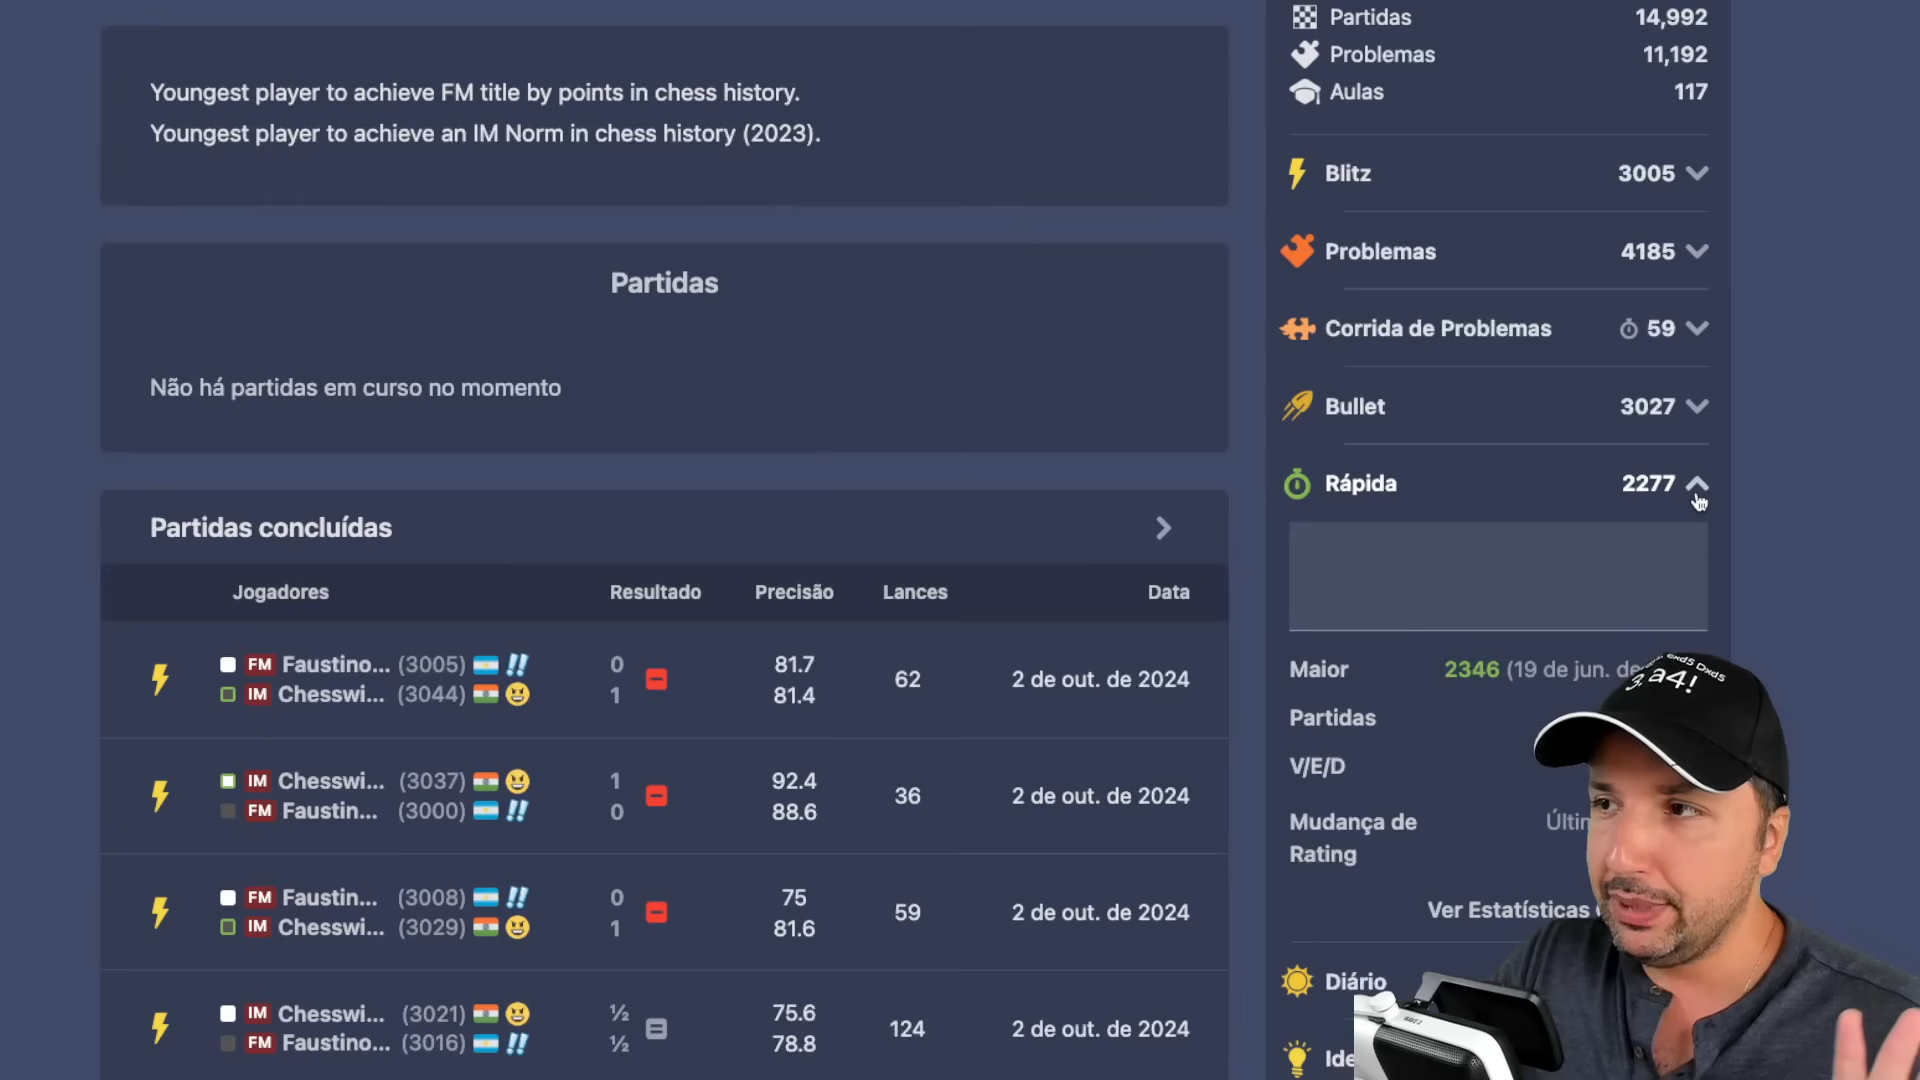 Youngest player to achieve FM title by points in chess history.
Youngest player to achieve an IM Norm in chess history (2023).
Partidas
Não há partidas em curso no momento
Partidas concluídas
Jogadores Resultado Precisão Lances Data
FM Faustino... (3005) 0 81.7
62 2 de out. de 2024
IM Chesswi... (3044) 1 81.4
IM Chesswi... (3037) 1 92.4
36 2 de out. de 2024
FM Faustin... (3000) 0 88.6
FM Faustin... (3008) 0 75
59 2 de out. de 2024
IM Chesswi... (3029) 1 81.6
IM Chesswi... (3021) ½ 75.6
124 2 de out. de 2024
FM Faustino... (3016) ½ 78.8
Partidas 14,992
Problemas 11,192
Aulas 117
Blitz 3005
Problemas 4185
Corrida de Problemas 59
Bullet 3027
Rápida 2277
Maior 2346 (19 de jun. de
Partidas
V/E/D
Mudança de
Rating
Ver Estatísticas
Diário
a4!